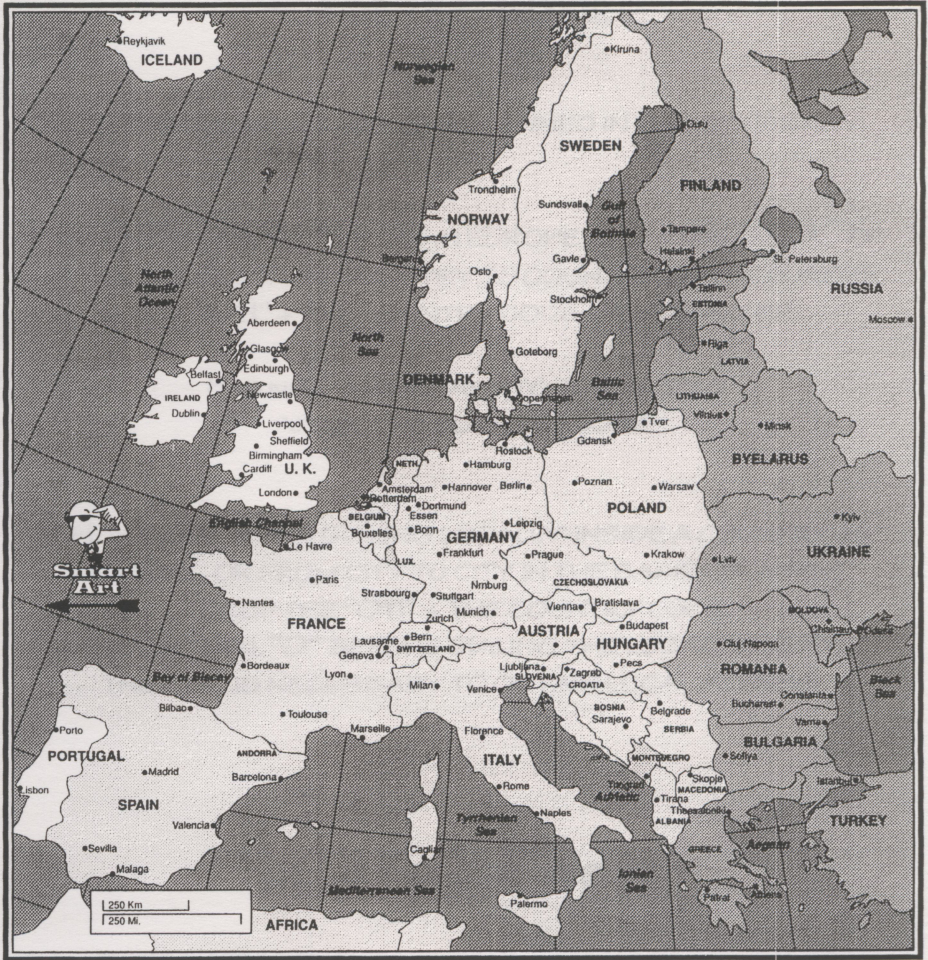 Reykjavik
ICELAND
Norwegian
Sea
Kiruna
Oulu
SWEDEN
FINLAND
Trondheim
NORWAY
Sundsvall
Gulf
of
Bothnia
Tampere
Helsinki
Bergen
Oslo
Gavle
St. Petersburg
North
Atlantic
Ocean
Stockholm
Tallinn
ESTONIA
RUSSIA
Moscow
Aberdeen
North
Sea
Glasgow
Edinburgh
Goteborg
Riga
LATVIA
Belfast
DENMARK
Baltic
Sea
IRELAND
Newcastle
Copenhagen
LITHUANIA
Dublin
Vilnius
Liverpool
Sheffield
Tver
Minsk
Gdansk
Birmingham
Rostock
BYELARUS
Cardiff
U. K.
NETH.
Hamburg
London
Amsterdam
Rotterdam
Hannover
Berlin
Poznan
Warsaw
Dortmund
Essen
POLAND
English Channel
BELGIUM
Bruxelles
Bonn
Leipzig
GERMANY
Kyiv
Le Havre
LUX.
Frankfurt
Prague
Krakow
Lviv
UKRAINE
Smart
Art
Paris
Nrnburg
CZECHOSLOVAKIA
Strasbourg
Stuttgart
Nantes
Munich
Vienna
Bratislava
MOLDOVA
FRANCE
Zurich
AUSTRIA
Budapest
Odesa
Lausanne
Bern
HUNGARY
Cluj-Napoca
Geneva
SWITZERLAND
Bordeaux
Ljubljana
Zagreb
Pecs
ROMANIA
Bay of Biscay
Lyon
Milan
Venice
SLOVENIA
CROATIA
Black
Sea
Bilbao
Toulouse
BOSNIA
Sarajevo
Belgrade
Constanta
Bucharest
Porto
Marseille
Florence
SERBIA
Varna
PORTUGAL
ANDORRA
ITALY
MONTENEGRO
Sofiya
BULGARIA
Madrid
Barcelona
Skopje
Istanbul
Lisbon
Rome
Titograd
MACEDONIA
SPAIN
Adriatic
Tirana
Valencia
Tyrrhenian
Sea
Naples
ALBANIA
Thessaloniki
TURKEY
Sevilla
Cagliari
GREECE
Aegean
Malaga
Ionian
Sea
Mediterranean Sea
Patrai
Athens
250 Km
250 Mi.
Palermo
AFRICA